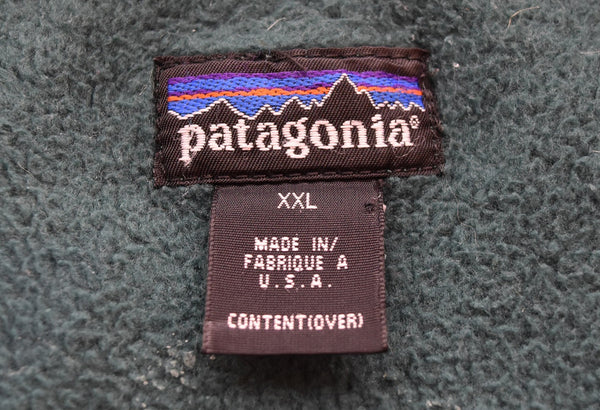 patagonia®
XXL
MADE IN/
FABRIQUE A
U.S.A.
CONTENT(OVER)